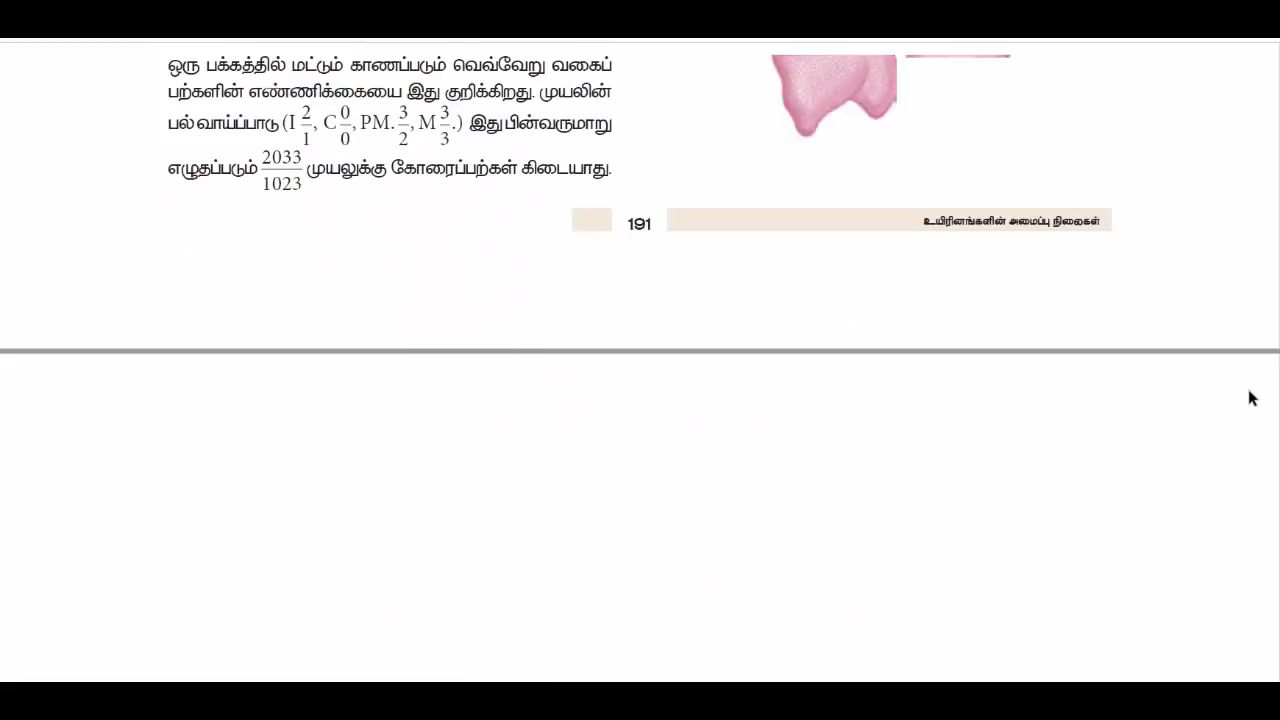 ஒரு பக்கத்தில் மட்டும் காணப்படும் வெவ்வேறு வகைப்
பற்களின் எண்ணிக்கையை இது குறிக்கிறது. முயலின்
பல் வாய்ப்பாடு (I 2/1, C 0/0, PM. 3/2, M 3/3.) இது பின்வருமாறு
எழுதப்படும் 2033/1023 முயலுக்கு கோரைப்பற்கள் கிடையாது.
191
உயிரினங்களின் அமைப்பு நிலைகள்